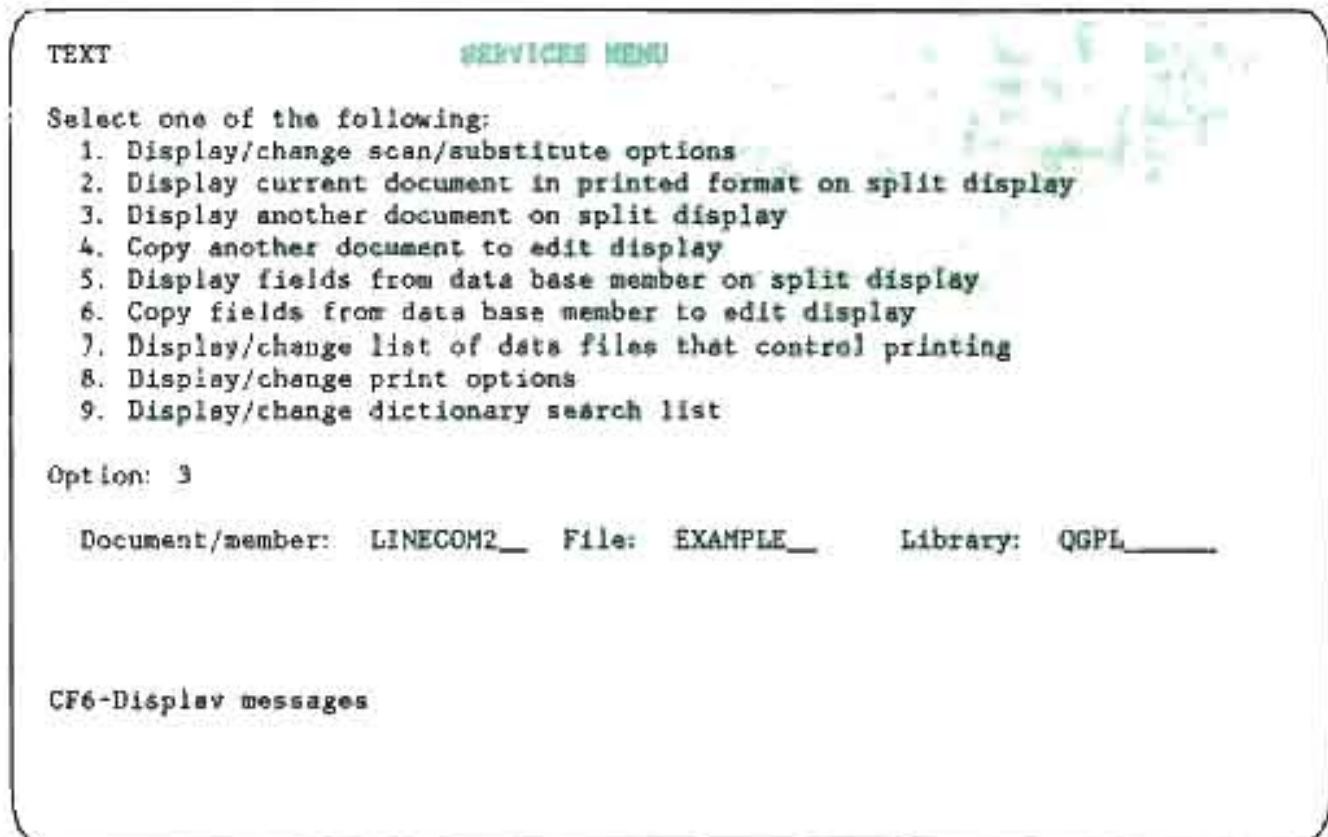 TEXT SERVICES MENU
Select one of the following:
1. Display/change scan/substitute options
2. Display current document in printed format on split display
3. Display another document on split display
4. Copy another document to edit display
5. Display fields from data base member on split display
6. Copy fields from data base member to edit display
7. Display/change list of data files that control printing
8. Display/change print options
9. Display/change dictionary search list
Option: 3
Document/member: LINECOM2__ File: EXAMPLE__ Library: QGPL______
CF6-Display messages